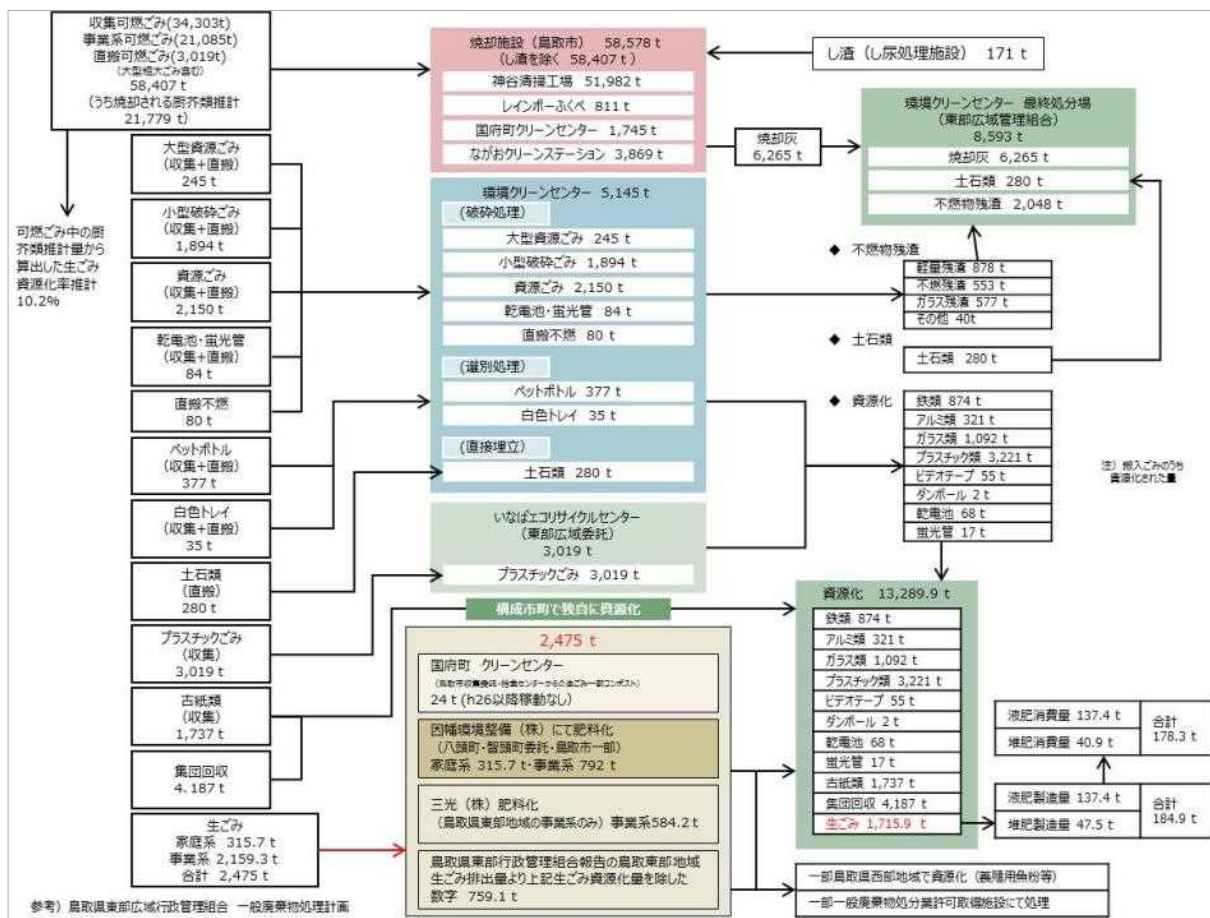 収集可燃ごみ(34,303t)
事業系可燃ごみ(21,085t)
直搬可燃ごみ(3,019t)
(大型粗大ごみ含む)
58,407 t
(うち焼却される厨芥類推計
21,779 t)
大型資源ごみ
(収集+直搬)
245 t
小型破砕ごみ
(収集+直搬)
1,894 t
資源ごみ
(収集+直搬)
2,150 t
乾電池・蛍光管
(収集+直搬)
84 t
直搬不燃
80 t
ペットボトル
(収集+直搬)
377 t
白色トレイ
(収集+直搬)
35 t
土石類
(直搬)
280 t
プラスチックごみ
(収集)
3,019 t
古紙類
(収集)
1,737 t
集団回収
4.187 t
生ごみ
家庭系 315.7 t
事業系 2,159.3 t
合計 2,475 t
可燃ごみ中の厨
芥類推計量から
算出した生ごみ
資源化率推計
10.2%
焼却施設(鳥取市) 58,578 t
(し渣を除く 58,407 t)
神谷清掃工場 51,982 t
レインボーふくべ 811 t
国府町クリーンセンター 1,745 t
ながおクリーンステーション 3,869 t
環境クリーンセンター 5,145 t
(破砕処理)
大型資源ごみ 245 t
小型破砕ごみ 1,894 t
資源ごみ 2,150 t
乾電池・蛍光管 84 t
直搬不燃 80 t
(選別処理)
ペットボトル 377 t
白色トレイ 35 t
(直接埋立)
土石類 280 t
いなばエコリサイクルセンター
(東部広域委託)
3,019 t
プラスチックごみ 3,019 t
構成市町で独自に資源化
2,475 t
国府町 クリーンセンター
24 t (h26以降稼動なし)
因幡環境整備(株)にて肥料化
(八頭町・智頭町委託・鳥取市一部)
家庭系 315.7 t・事業系 792 t
三光(株)肥料化
(鳥取県東部地域の事業系のみ)事業系584.2t
鳥取県東部行政管理組合報告の鳥取東部地域
生ごみ排出量より上記生ごみ資源化量を除した
数字 759.1 t
し渣(し尿処理施設) 171 t
焼却灰
6,265 t
環境クリーンセンター 最終処分場
(東部広域管理組合)
8,593 t
焼却灰 6,265 t
土石類 280 t
不燃物残渣 2,048 t
◆ 不燃物残渣
軽量残渣 878 t
不燃残渣 553 t
ガラス残渣 577 t
その他 40t
◆ 土石類
土石類 280 t
◆ 資源化
鉄類 874 t
アルミ類 321 t
ガラス類 1,092 t
プラスチック類 3,221 t
ビデオテープ 55 t
ダンボール 2 t
乾電池 68 t
蛍光管 17 t
注)搬入ごみのうち
資源化された量
資源化 13,289.9 t
鉄類 874 t
アルミ類 321 t
ガラス類 1,092 t
プラスチック類 3,221 t
ビデオテープ 55 t
ダンボール 2 t
乾電池 68 t
蛍光管 17 t
古紙類 1,737 t
集団回収 4,187 t
生ごみ 1,715.9 t
液肥消費量 137.4 t
堆肥消費量 40.9 t
合計
178.3 t
液肥製造量 137.4 t
堆肥製造量 47.5 t
合計
184.9 t
一部鳥取県西部地域で資源化(養殖用魚粉等)
一部一般廃棄物処分業許可取得施設にて処理
参考)鳥取県東部広域行政管理組合 一般廃棄物処理計画